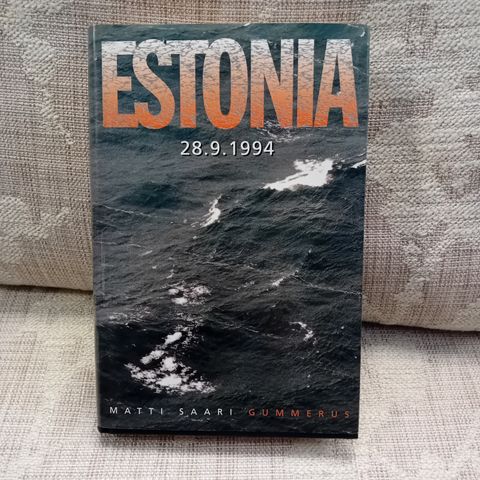 ESTONIA
28.9.1994
MATTI SAARI GUMMERUS